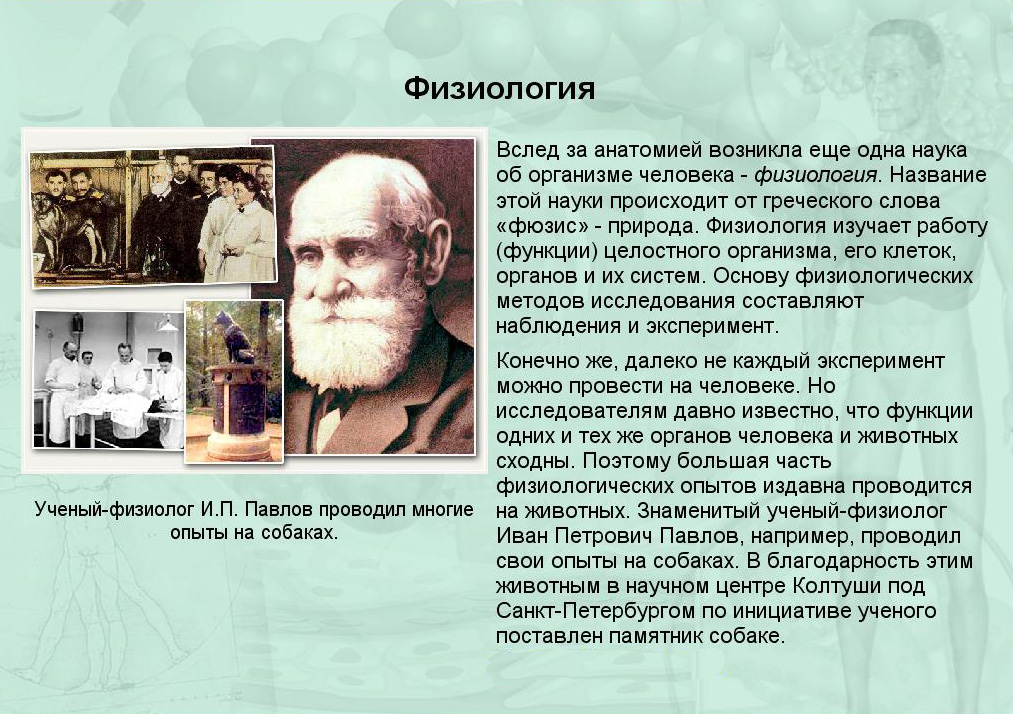 Физиология
Вслед за анатомией возникла еще одна наука
об организме человека - физиология. Название
этой науки происходит от греческого слова
«фюзис» - природа. Физиология изучает работу
(функции) целостного организма, его клеток,
органов и их систем. Основу физиологических
методов исследования составляют
наблюдения и эксперимент.
Конечно же, далеко не каждый эксперимент
можно провести на человеке. Но
исследователям давно известно, что функции
одних и тех же органов человека и животных
сходны. Поэтому большая часть
физиологических опытов издавна проводится
на животных. Знаменитый ученый-физиолог
Иван Петрович Павлов, например, проводил
свои опыты на собаках. В благодарность этим
животным в научном центре Колтуши под
Санкт-Петербургом по инициативе ученого
поставлен памятник собаке.
Ученый-физиолог И.П. Павлов проводил многие
опыты на собаках.